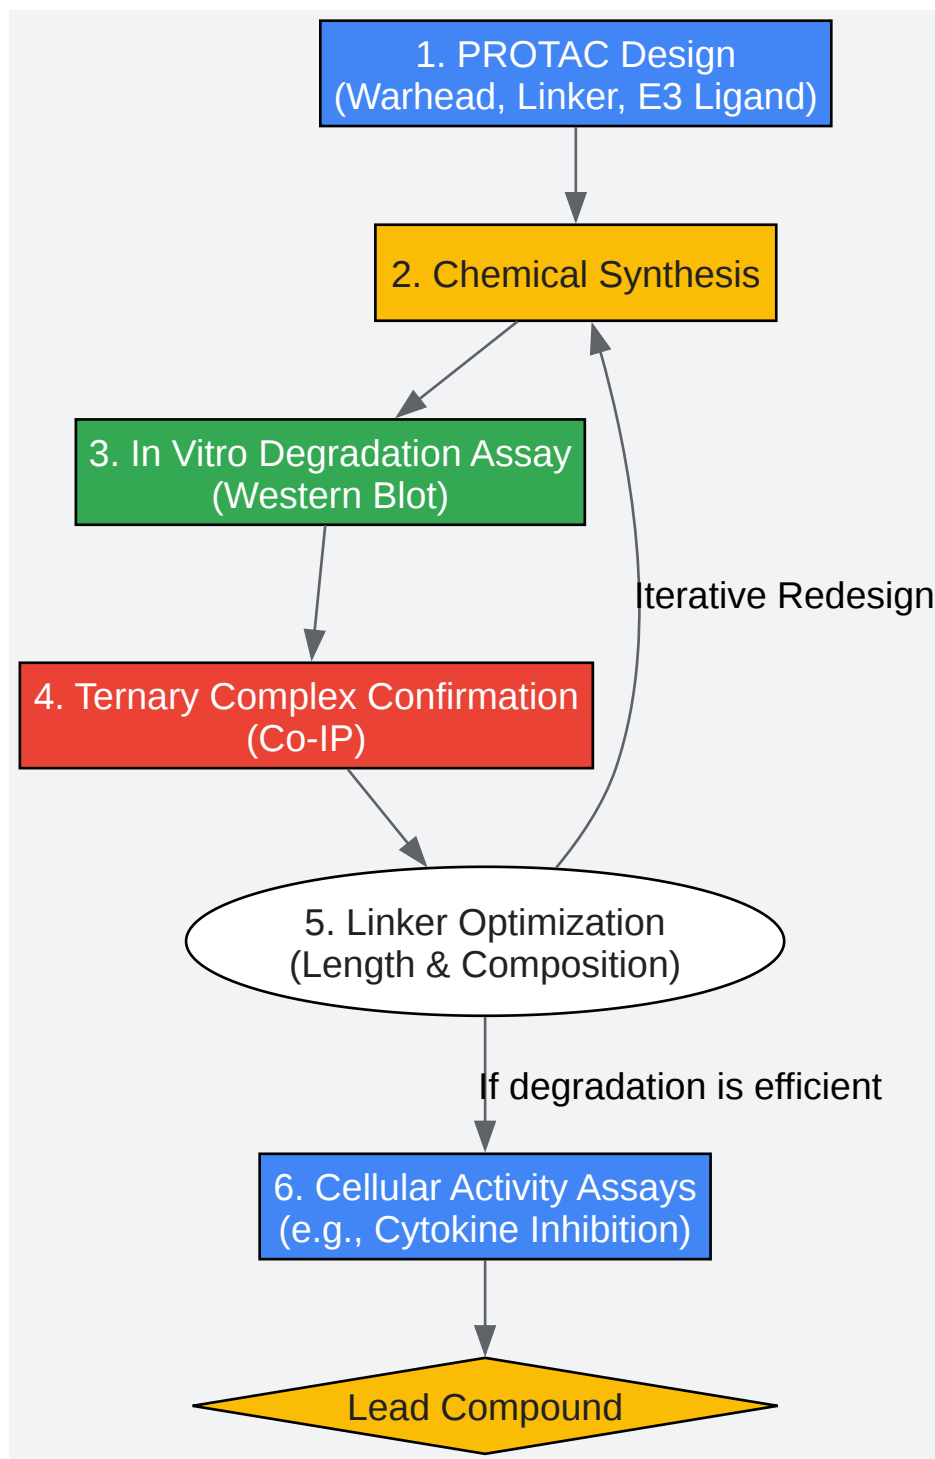 1. PROTAC Design
(Warhead, Linker, E3 Ligand)
2. Chemical Synthesis
3. In Vitro Degradation Assay
(Western Blot)
Iterative Redesign
4. Ternary Complex Confirmation
(Co-IP)
5. Linker Optimization
(Length & Composition)
If degradation is efficient
6. Cellular Activity Assays
(e.g., Cytokine Inhibition)
Lead Compound